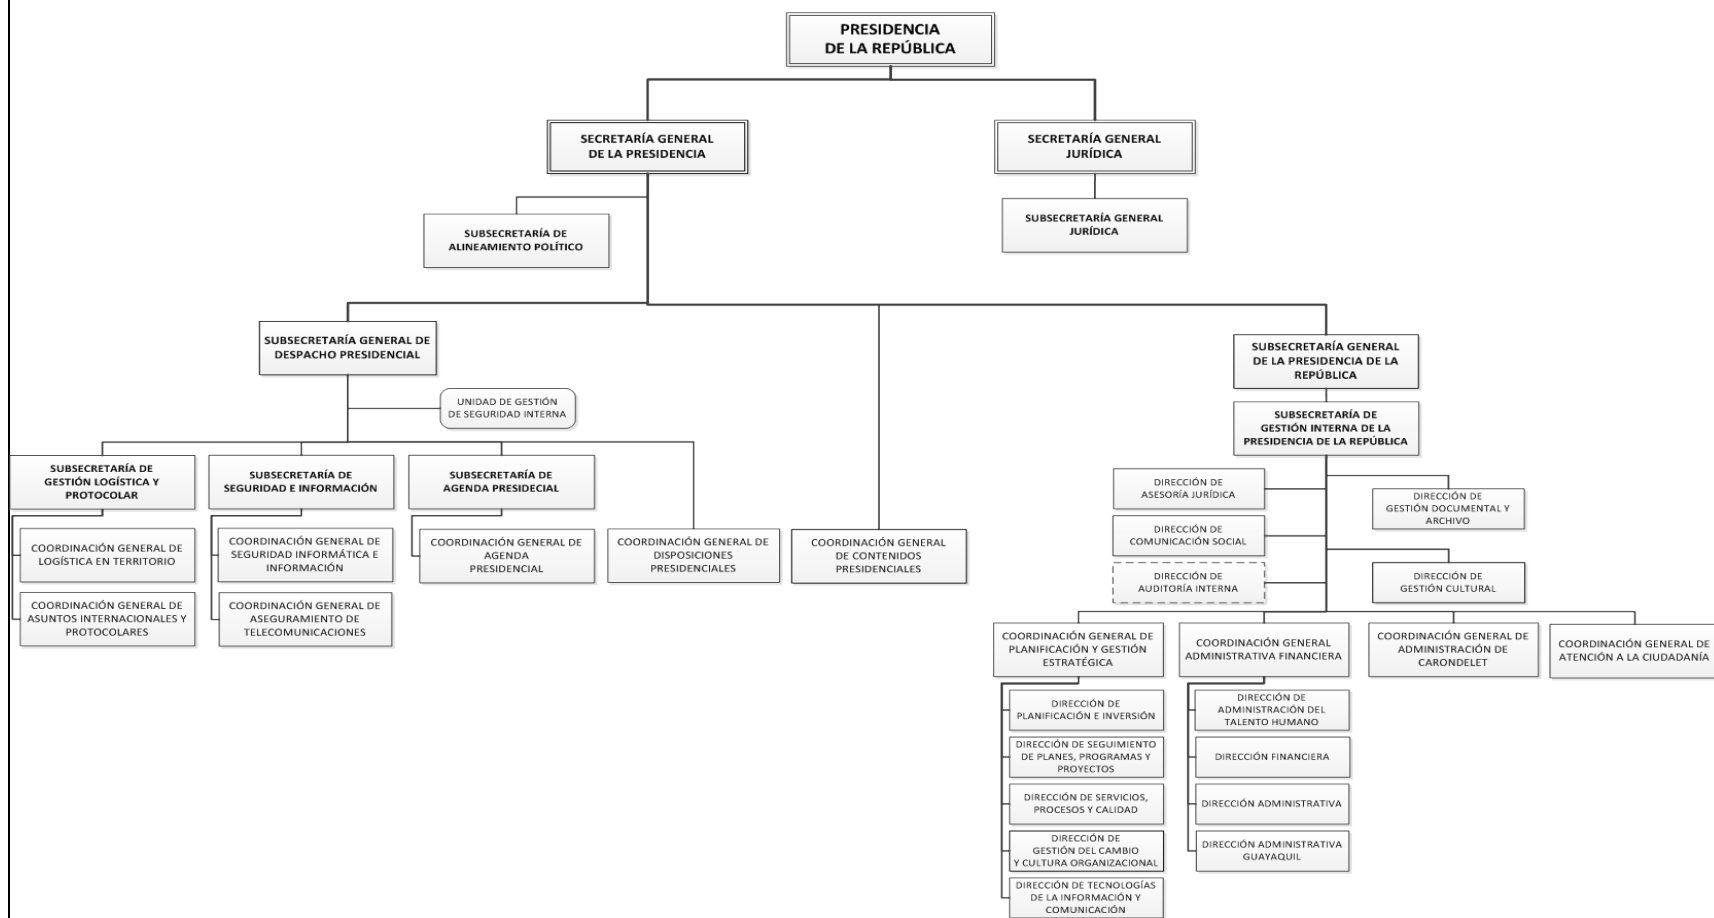 PRESIDENCIA
DE LA REPÚBLICA
SECRETARÍA GENERAL
DE LA PRESIDENCIA
SECRETARÍA GENERAL
JURÍDICA
SUBSECRETARÍA DE
ALINEAMIENTO POLÍTICO
SUBSECRETARÍA GENERAL
JURÍDICA
SUBSECRETARÍA GENERAL DE
DESPACHO PRESIDENCIAL
SUBSECRETARÍA GENERAL
DE LA PRESIDENCIA DE LA
REPÚBLICA
UNIDAD DE GESTIÓN
DE SEGURIDAD INTERNA
SUBSECRETARÍA DE
GESTIÓN INTERNA DE LA
PRESIDENCIA DE LA REPÚBLICA
SUBSECRETARÍA DE
GESTIÓN LOGÍSTICA Y
PROTOCOLAR
SUBSECRETARÍA DE
SEGURIDAD E INFORMACIÓN
SUBSECRETARÍA DE
AGENDA PRESIDECIAL
DIRECCIÓN DE
ASESORÍA JURÍDICA
DIRECCIÓN DE
GESTIÓN DOCUMENTAL Y
ARCHIVO
COORDINACIÓN GENERAL DE
LOGÍSTICA EN TERRITORIO
COORDINACIÓN GENERAL DE
SEGURIDAD INFORMÁTICA E
INFORMACIÓN
COORDINACIÓN GENERAL DE
AGENDA
PRESIDENCIAL
COORDINACIÓN GENERAL DE
DISPOSICIONES
PRESIDENCIALES
COORDINACIÓN GENERAL
DE CONTENIDOS
PRESIDENCIALES
DIRECCIÓN DE
COMUNICACIÓN SOCIAL
DIRECCIÓN DE
AUDITORÍA INTERNA
DIRECCIÓN DE
GESTIÓN CULTURAL
COORDINACIÓN GENERAL DE
ASUNTOS INTERNACIONALES Y
PROTOCOLARES
COORDINACIÓN GENERAL DE
ASEGURAMIENTO DE
TELECOMUNICACIONES
COORDINACIÓN GENERAL DE
PLANIFICACIÓN Y GESTIÓN
ESTRATÉGICA
COORDINACIÓN GENERAL
ADMINISTRATIVA FINANCIERA
COORDINACIÓN GENERAL DE
ADMINISTRACIÓN DE
CARONDELET
COORDINACIÓN GENERAL DE
ATENCIÓN A LA CIUDADANÍA
DIRECCIÓN DE
PLANIFICACIÓN E INVERSIÓN
DIRECCIÓN DE SEGUIMIENTO
DE PLANES, PROGRAMAS Y
PROYECTOS
DIRECCIÓN DE SERVICIOS,
PROCESOS Y CALIDAD
DIRECCIÓN DE
GESTIÓN DEL CAMBIO
Y CULTURA ORGANIZACIONAL
DIRECCIÓN DE TECNOLOGÍAS
DE LA INFORMACIÓN Y
COMUNICACIÓN
DIRECCIÓN DE
ADMINISTRACIÓN DEL
TALENTO HUMANO
DIRECCIÓN FINANCIERA
DIRECCIÓN ADMINISTRATIVA
DIRECCIÓN ADMINISTRATIVA
GUAYAQUIL